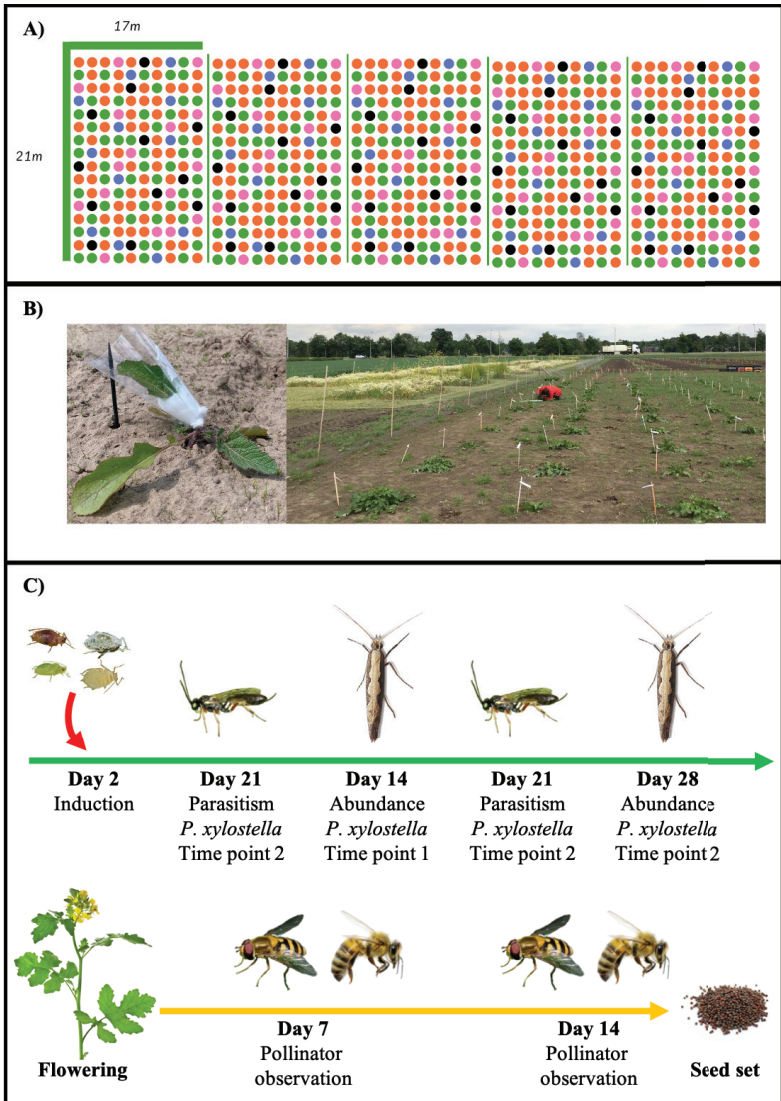 A)
17m
21m
B)
C)
Day 2
Induction
Day 21
Parasitism
P. xylostella
Time point 2
Day 14
Abundance
P. xylostella
Time point 1
Day 21
Parasitism
P. xylostella
Time point 2
Day 28
Abundance
P. xylostella
Time point 2
Flowering
Day 7
Pollinator
observation
Day 14
Pollinator
observation
Seed set